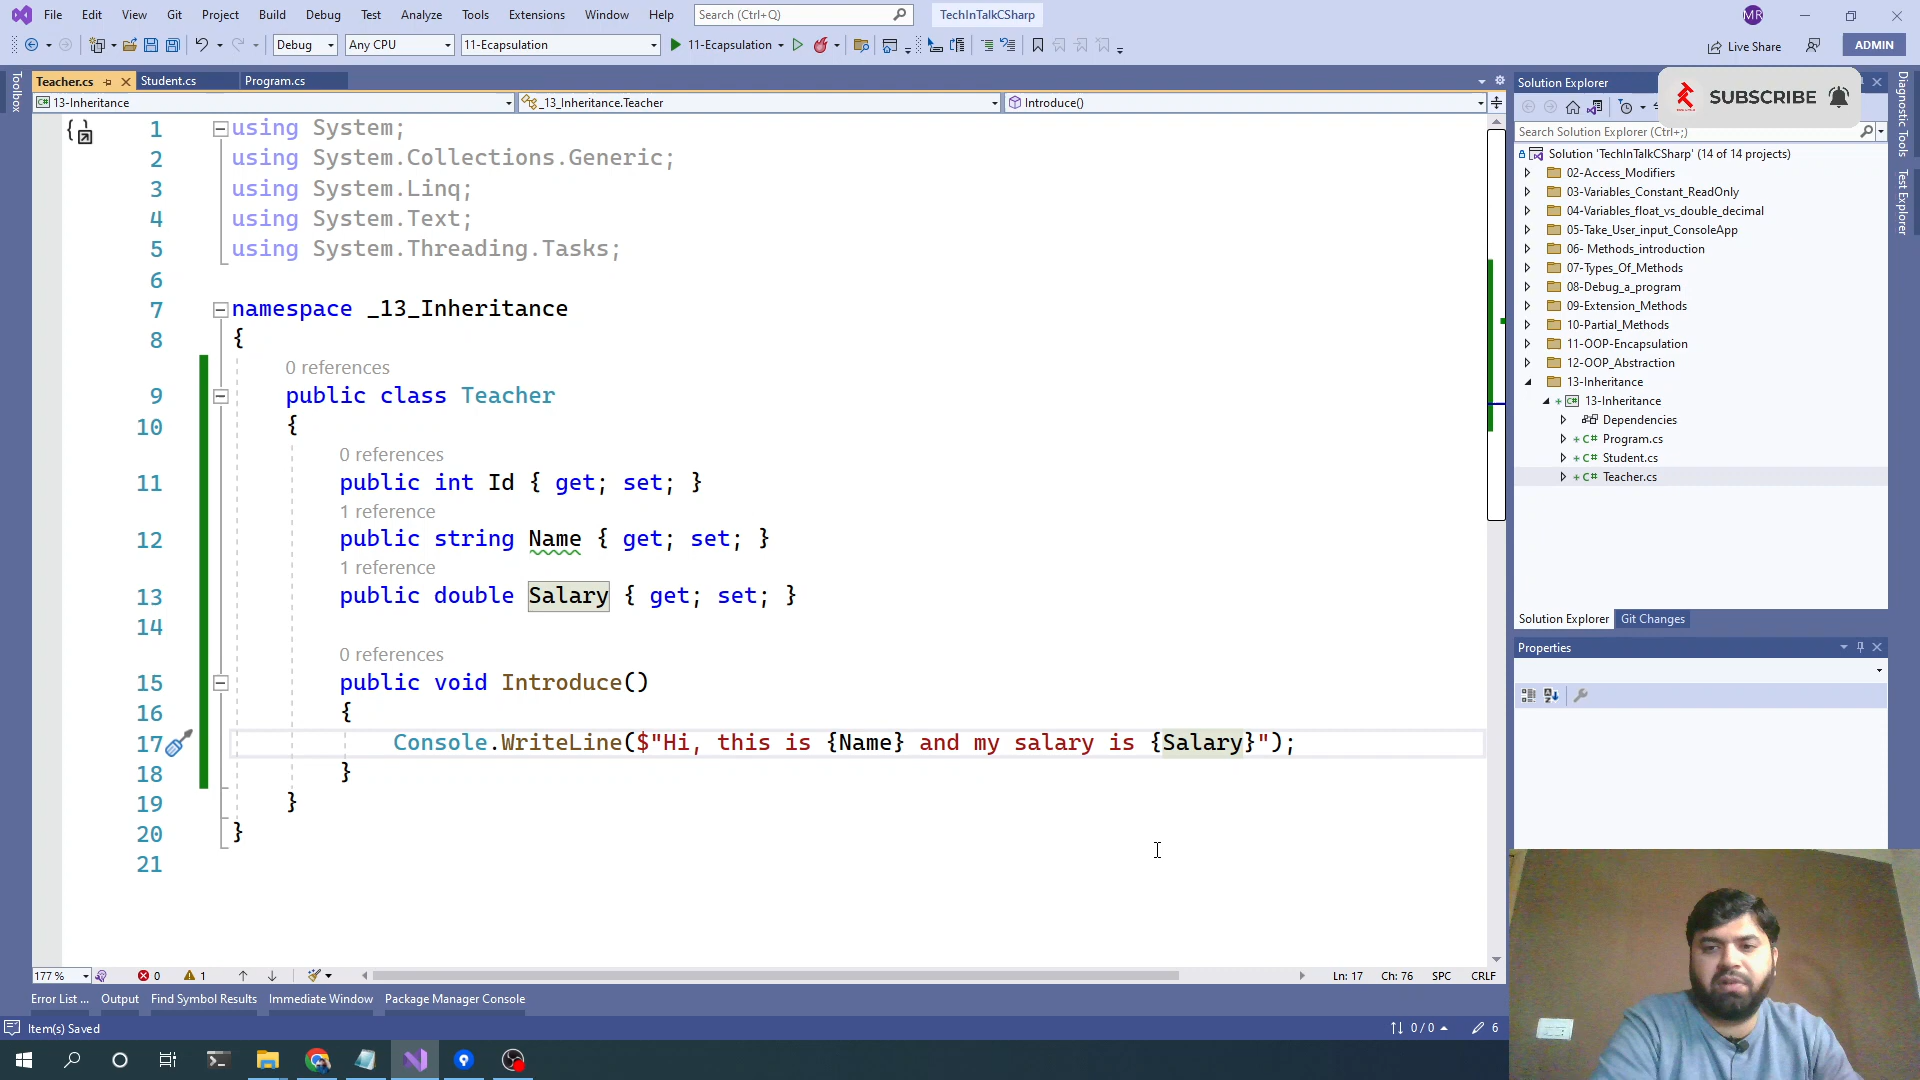 File Edit View Git Project Build Debug Test Analyze Tools Extensions Window Help Search (Ctrl+Q) TechInTalkCSharp MR
Debug Any CPU 11-Ecapsulation 11-Ecapsulation Live Share ADMIN
Toolbox
Teacher.cs Student.cs Program.cs
13-Inheritance _13_Inheritance.Teacher Introduce()
1 using System;
2 using System.Collections.Generic;
3 using System.Linq;
4 using System.Text;
5 using System.Threading.Tasks;
6
7 namespace _13_Inheritance
8 {
0 references
9 public class Teacher
10 {
0 references
11 public int Id { get; set; }
1 reference
12 public string Name { get; set; }
1 reference
13 public double Salary { get; set; }
14
0 references
15 public void Introduce()
16 {
17 Console.WriteLine($"Hi, this is {Name} and my salary is {Salary}");
18 }
19 }
20 }
21
177 % 0 1 Ln: 17 Ch: 76 SPC CRLF
Error List ... Output Find Symbol Results Immediate Window Package Manager Console
Item(s) Saved 0 / 0 6
Solution Explorer
SUBSCRIBE
Search Solution Explorer (Ctrl+;)
Solution 'TechInTalkCSharp' (14 of 14 projects)
02-Access_Modifiers
03-Variables_Constant_ReadOnly
04-Variables_float_vs_double_decimal
05-Take_User_input_ConsoleApp
06- Methods_introduction
07-Types_Of_Methods
08-Debug_a_program
09-Extension_Methods
10-Partial_Methods
11-OOP-Encapsulation
12-OOP_Abstraction
13-Inheritance
C# 13-Inheritance
Dependencies
C# Program.cs
C# Student.cs
C# Teacher.cs
Solution Explorer Git Changes
Properties
Diagnostic Tools
Test Explorer